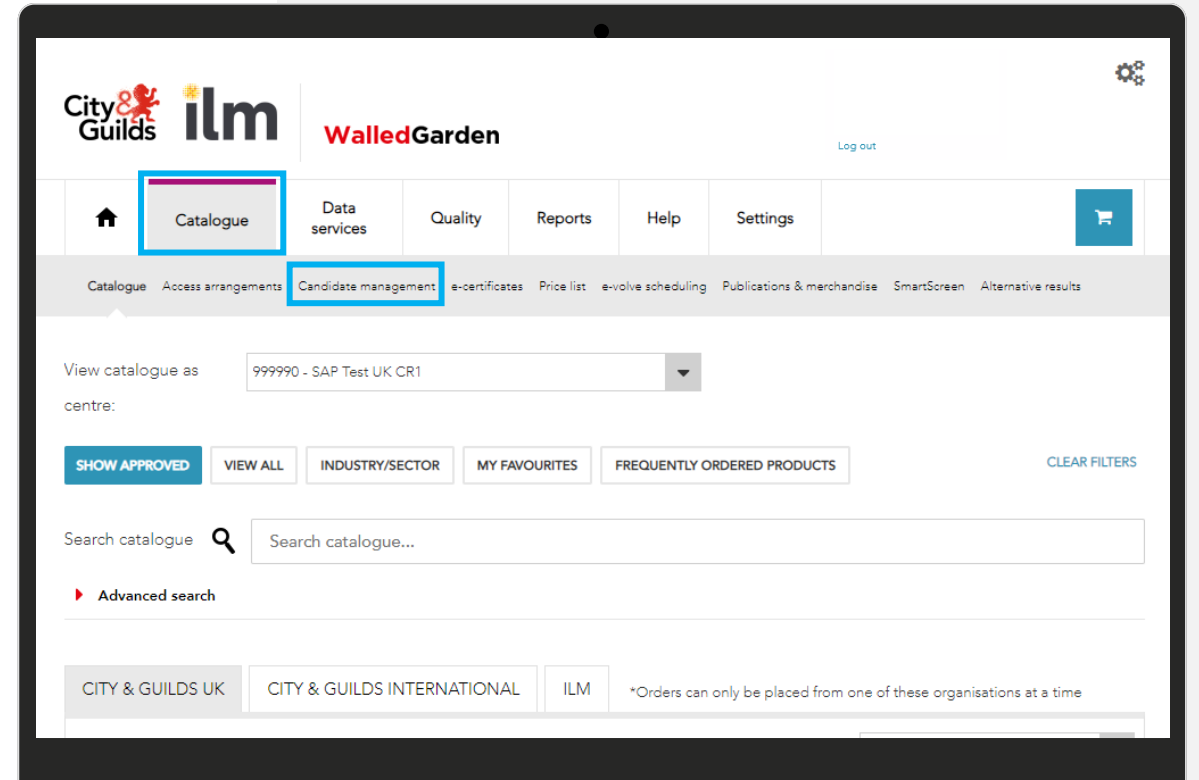 City& Guilds
ilm
WalledGarden
Log out
Catalogue
Data services
Quality
Reports
Help
Settings
Catalogue Access arrangements Candidate management e-certificates Price list e-volve scheduling Publications & merchandise SmartScreen Alternative results
View catalogue as centre:
999990 - SAP Test UK CR1
SHOW APPROVED VIEW ALL INDUSTRY/SECTOR MY FAVOURITES FREQUENTLY ORDERED PRODUCTS CLEAR FILTERS
Search catalogue Search catalogue...
Advanced search
CITY & GUILDS UK CITY & GUILDS INTERNATIONAL ILM *Orders can only be placed from one of these organisations at a time